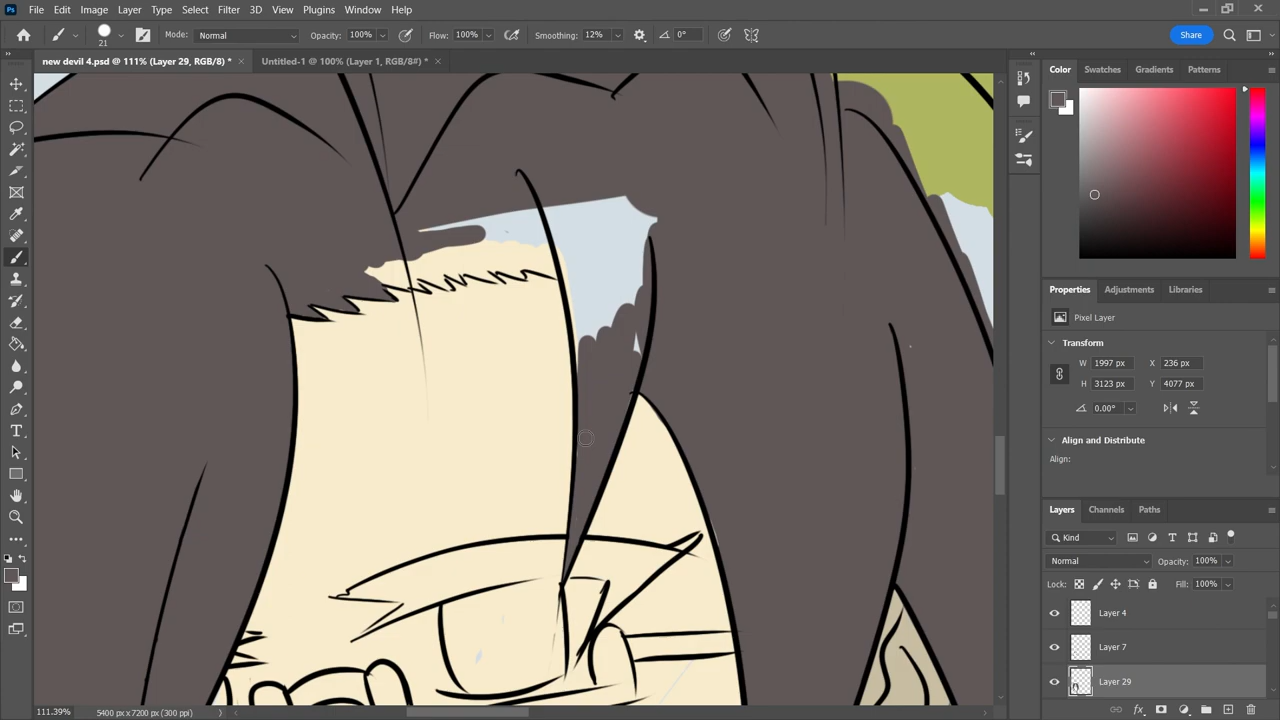 Ps File Edit Image Layer Type Select Filter 3D View Plugins Window Help
21 Mode: Normal Opacity: 100% Flow: 100% Smoothing: 12% 0° Share
new devil 4.psd @ 111% (Layer 29, RGB/8) * Untitled-1 @ 100% (Layer 1, RGB/8#) *
Color Swatches Gradients Patterns
Properties Adjustments Libraries
Pixel Layer
Transform
W 1997 px X 236 px
H 3123 px Y 4077 px
0.00°
Align and Distribute
Align:
Layers Channels Paths
Kind
Normal Opacity: 100%
Lock: Fill: 100%
Layer 4
Layer 7
Layer 29
111.39% 5400 px x 7200 px (300 ppi)